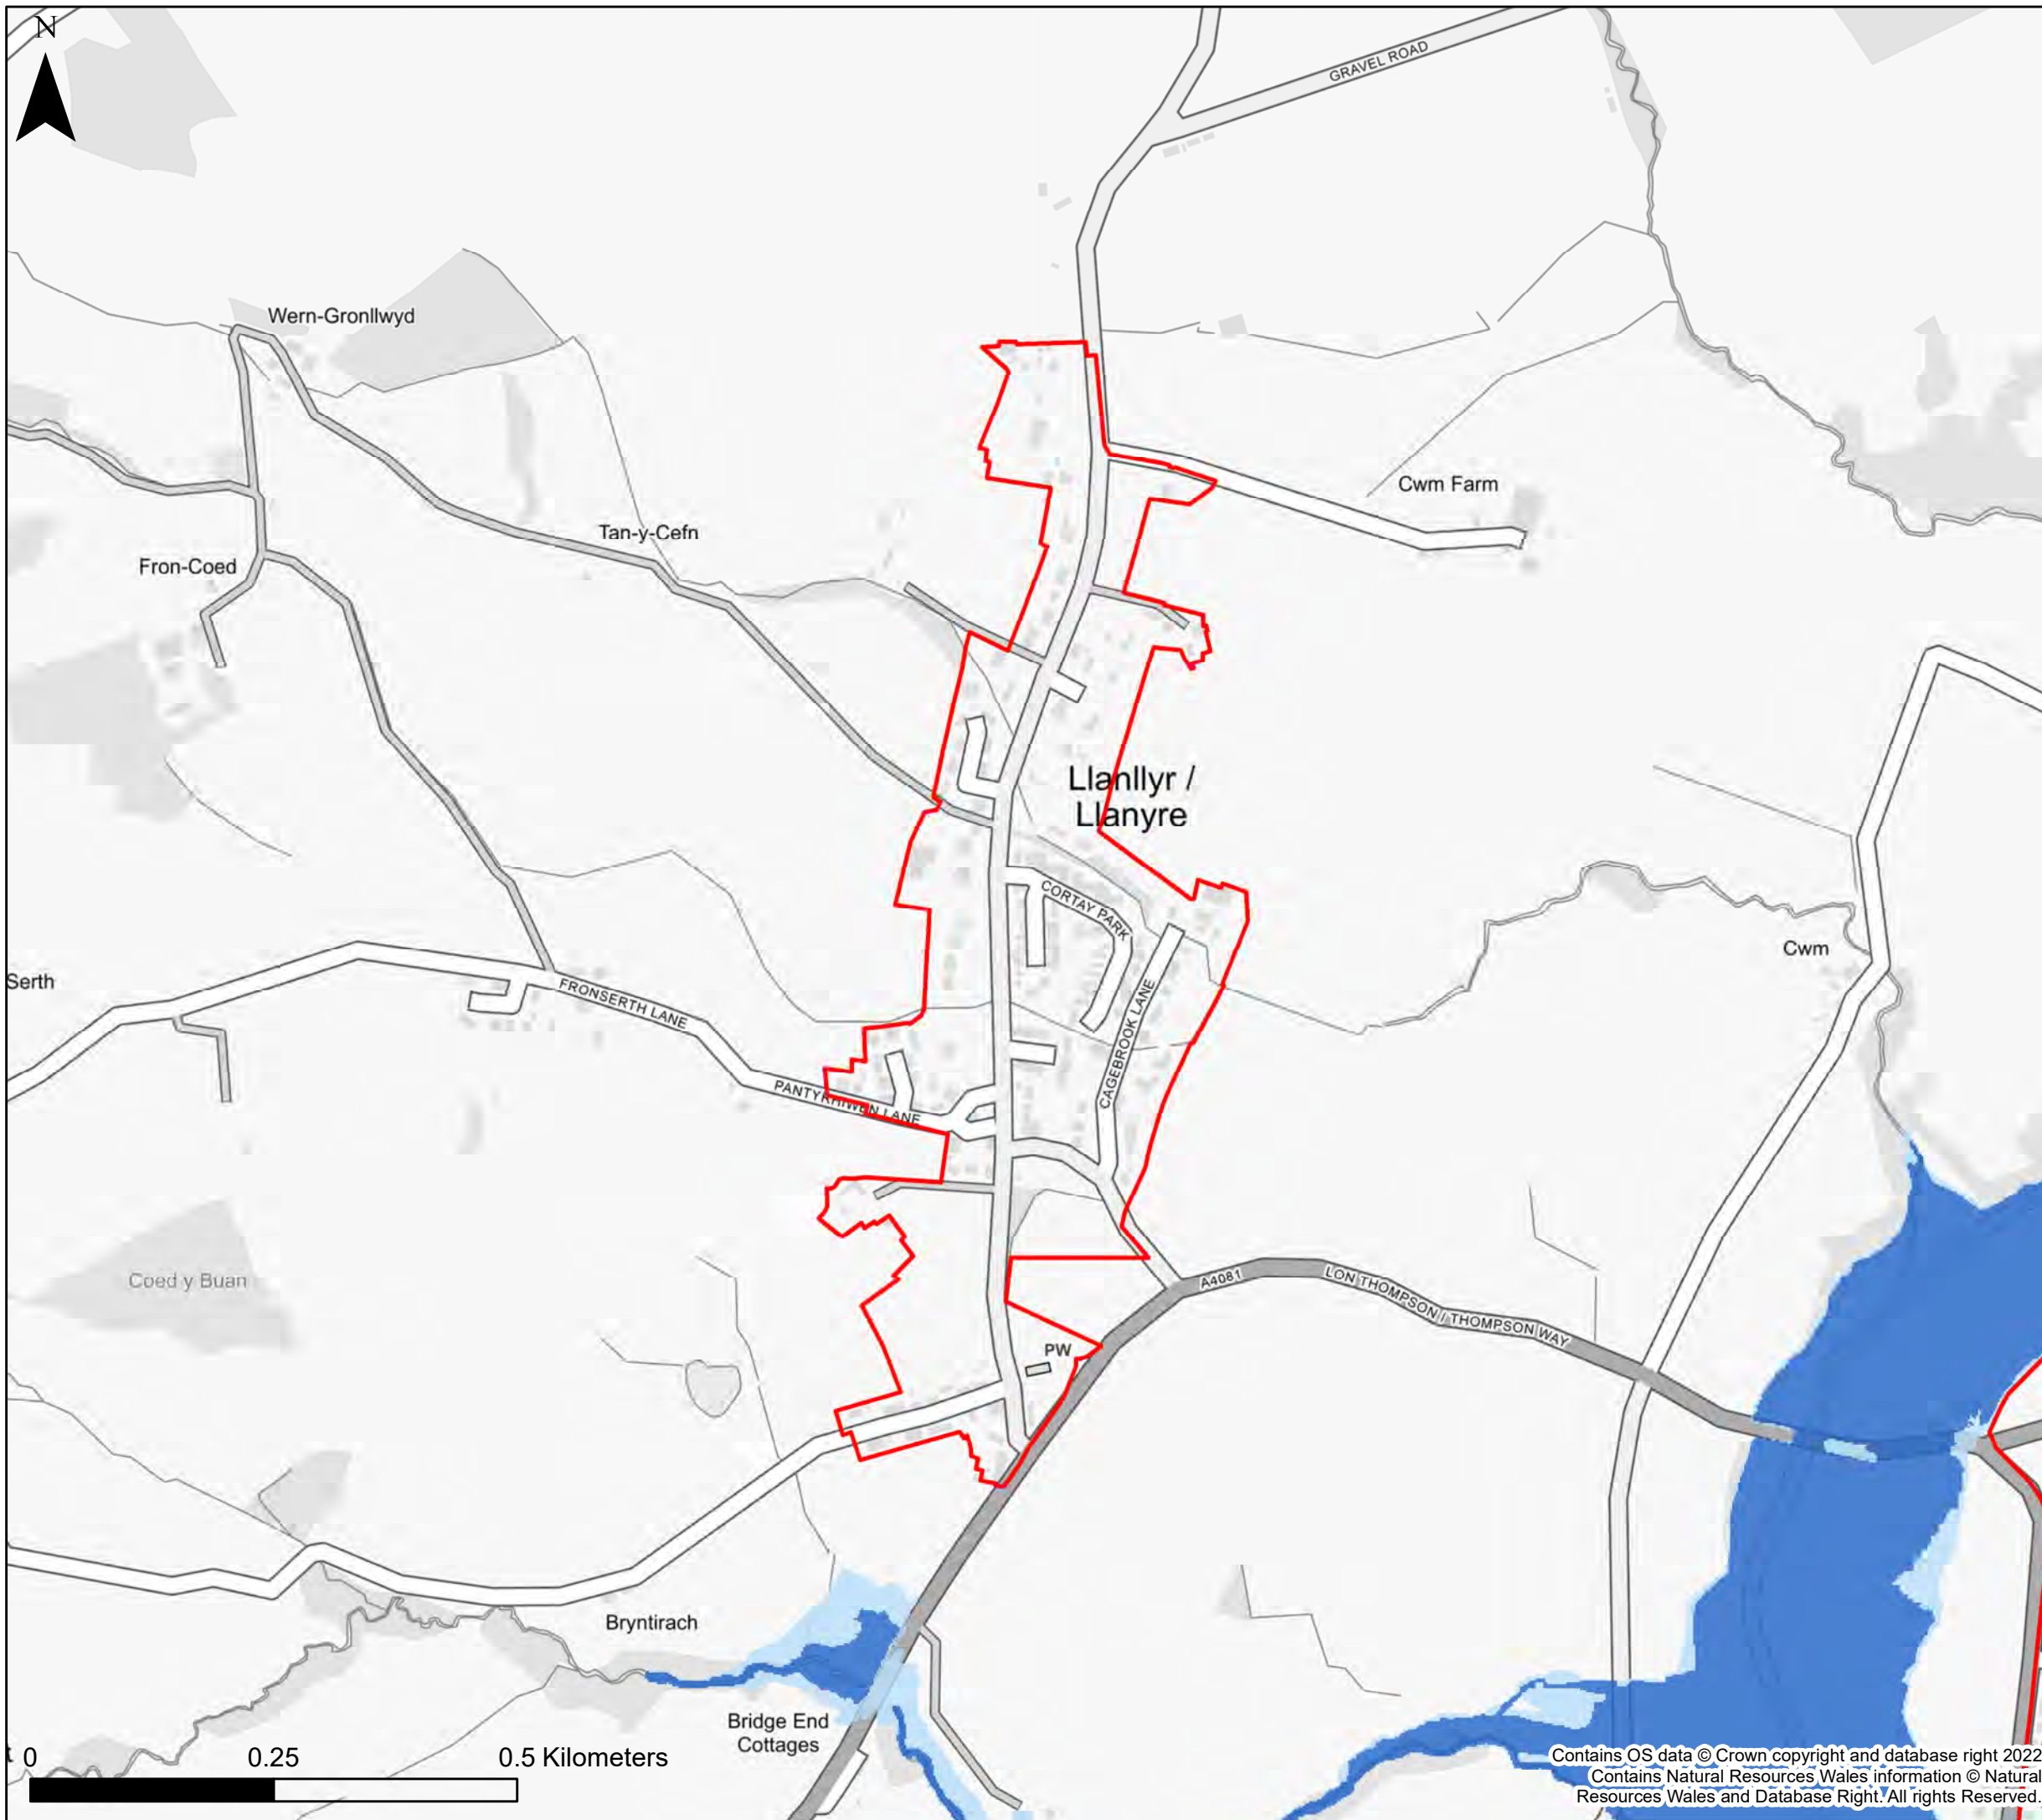 N
GRAVEL ROAD
Wern-Gronllwyd
Cwm Farm
Tan-y-Cefn
Fron-Coed
Llanllyr /
Llanyre
CORTAY PARK
Cwm
Serth
FRONSERTH LANE
CAGEBROOK LANE
PANTYRHIWEN LANE
Coed y Buan
A4081
LON THOMPSON / THOMPSON WAY
PW
Bryntirach
Bridge End
Cottages
0 0.25 0.5 Kilometers
Contains OS data © Crown copyright and database right 2022
Contains Natural Resources Wales information © Natural
Resources Wales and Database Right. All rights Reserved.